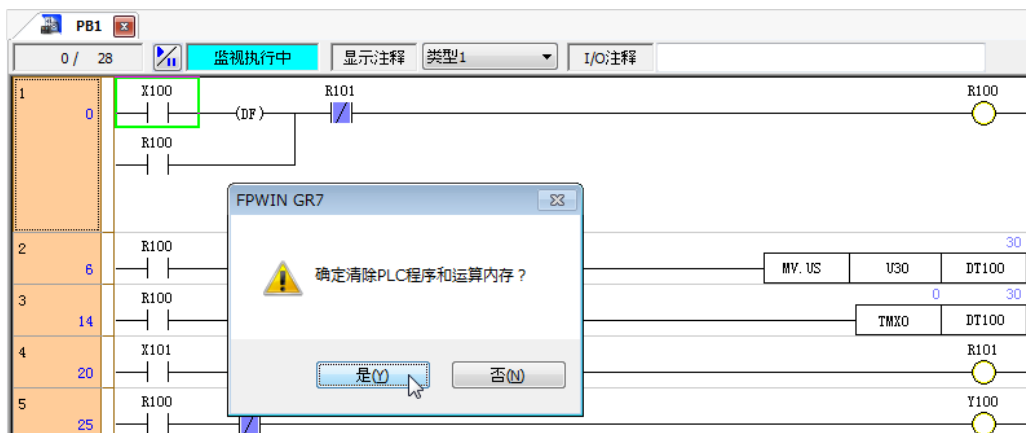 PB1
0 / 28 监视执行中 显示注释 类型1 I/O注释
1 X100 R101 R100
0 (DF)
R100
FPWIN GR7
确定清除PLC程序和运算内存？
是(Y) 否(N)
2 R100 30
6 MV.US U30 DT100
3 R100 0 30
14 TMX0 DT100
4 X101 R101
20
5 R100 Y100
25